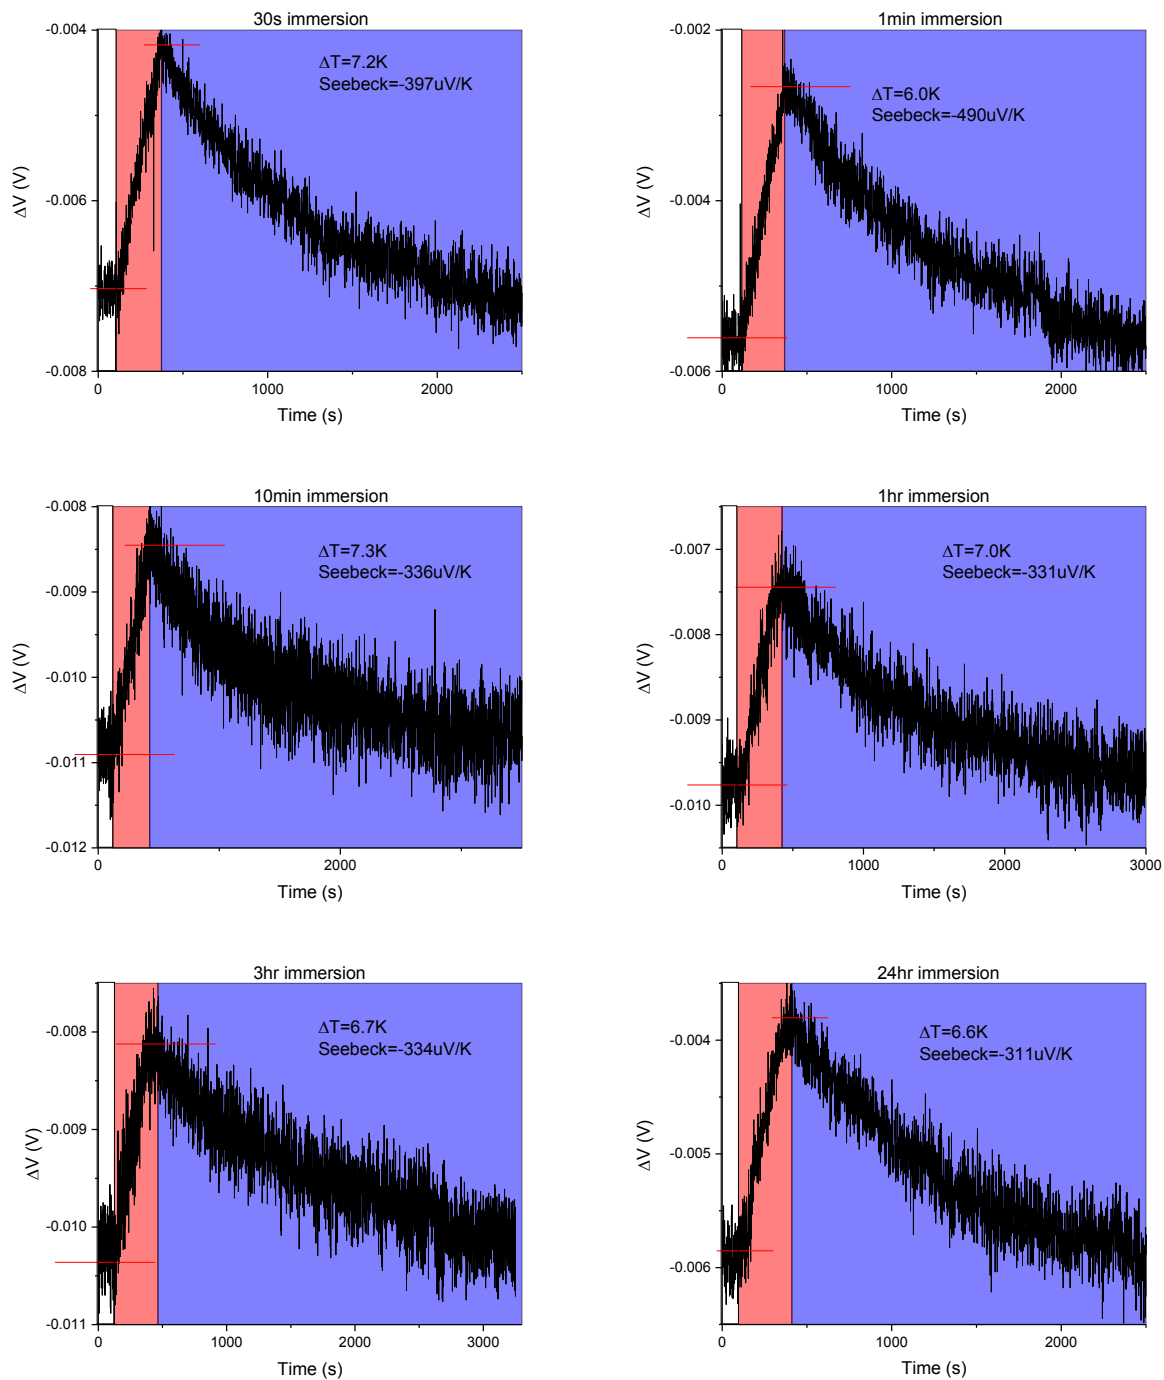 30s immersion
-0.004
-0.006
-0.008
ΔV (V)
ΔT=7.2K
Seebeck=-397uV/K
0
1000
2000
Time (s)
1min immersion
-0.002
-0.004
-0.006
ΔV (V)
ΔT=6.0K
Seebeck=-490uV/K
0
1000
2000
Time (s)
10min immersion
-0.008
-0.009
-0.010
-0.011
-0.012
ΔV (V)
ΔT=7.3K
Seebeck=-336uV/K
0
2000
Time (s)
1hr immersion
-0.007
-0.008
-0.009
-0.010
ΔV (V)
ΔT=7.0K
Seebeck=-331uV/K
0
1000
2000
3000
Time (s)
3hr immersion
-0.008
-0.009
-0.010
-0.011
ΔV (V)
ΔT=6.7K
Seebeck=-334uV/K
0
1000
2000
3000
Time (s)
24hr immersion
-0.004
-0.005
-0.006
ΔV (V)
ΔT=6.6K
Seebeck=-311uV/K
0
1000
2000
Time (s)